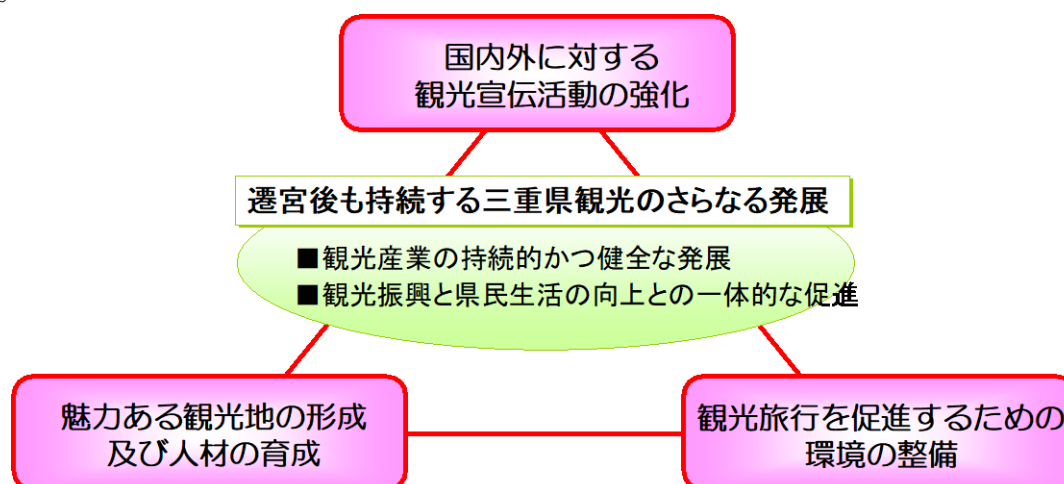 国内外に対する
観光宣伝活動の強化
遷宮後も持続する三重県観光のさらなる発展
■観光産業の持続的かつ健全な発展
■観光振興と県民生活の向上との一体的な促進
魅力ある観光地の形成
及び人材の育成
観光旅行を促進するための
環境の整備